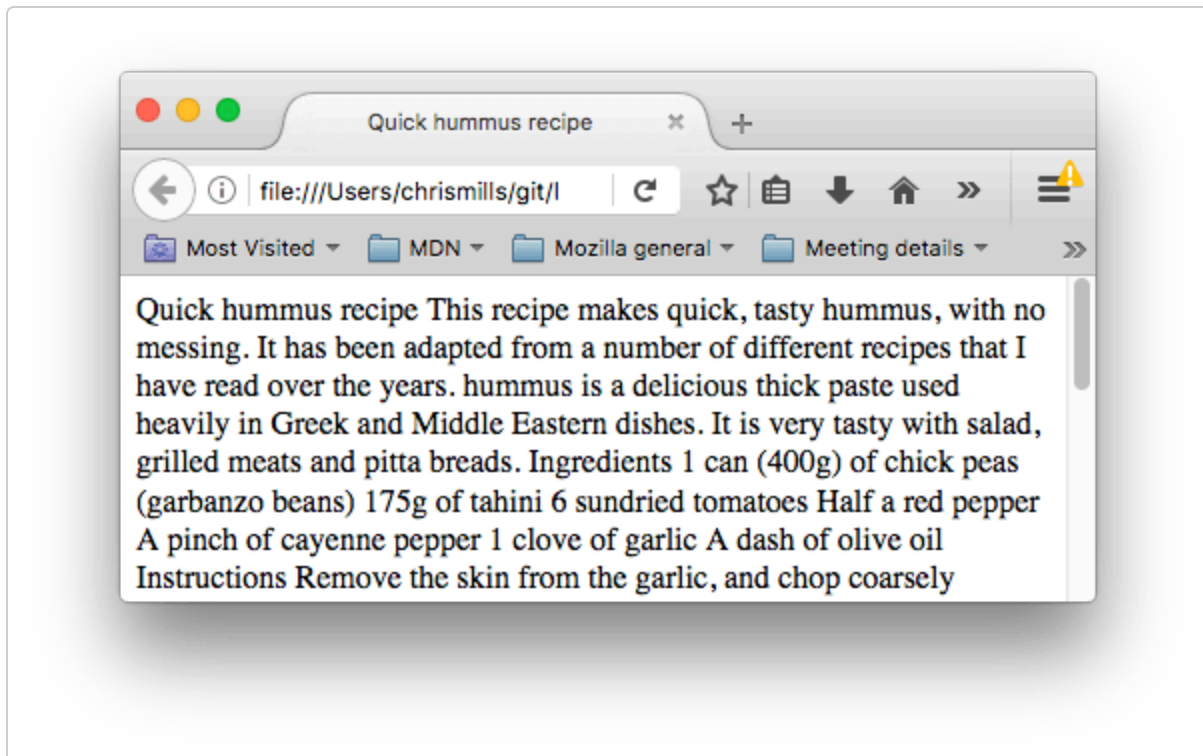 Quick hummus recipe
file:///Users/chrismills/git/l
Most Visited MDN Mozilla general Meeting details
Quick hummus recipe This recipe makes quick, tasty hummus, with no
messing. It has been adapted from a number of different recipes that I
have read over the years. hummus is a delicious thick paste used
heavily in Greek and Middle Eastern dishes. It is very tasty with salad,
grilled meats and pitta breads. Ingredients 1 can (400g) of chick peas
(garbanzo beans) 175g of tahini 6 sundried tomatoes Half a red pepper
A pinch of cayenne pepper 1 clove of garlic A dash of olive oil
Instructions Remove the skin from the garlic, and chop coarsely